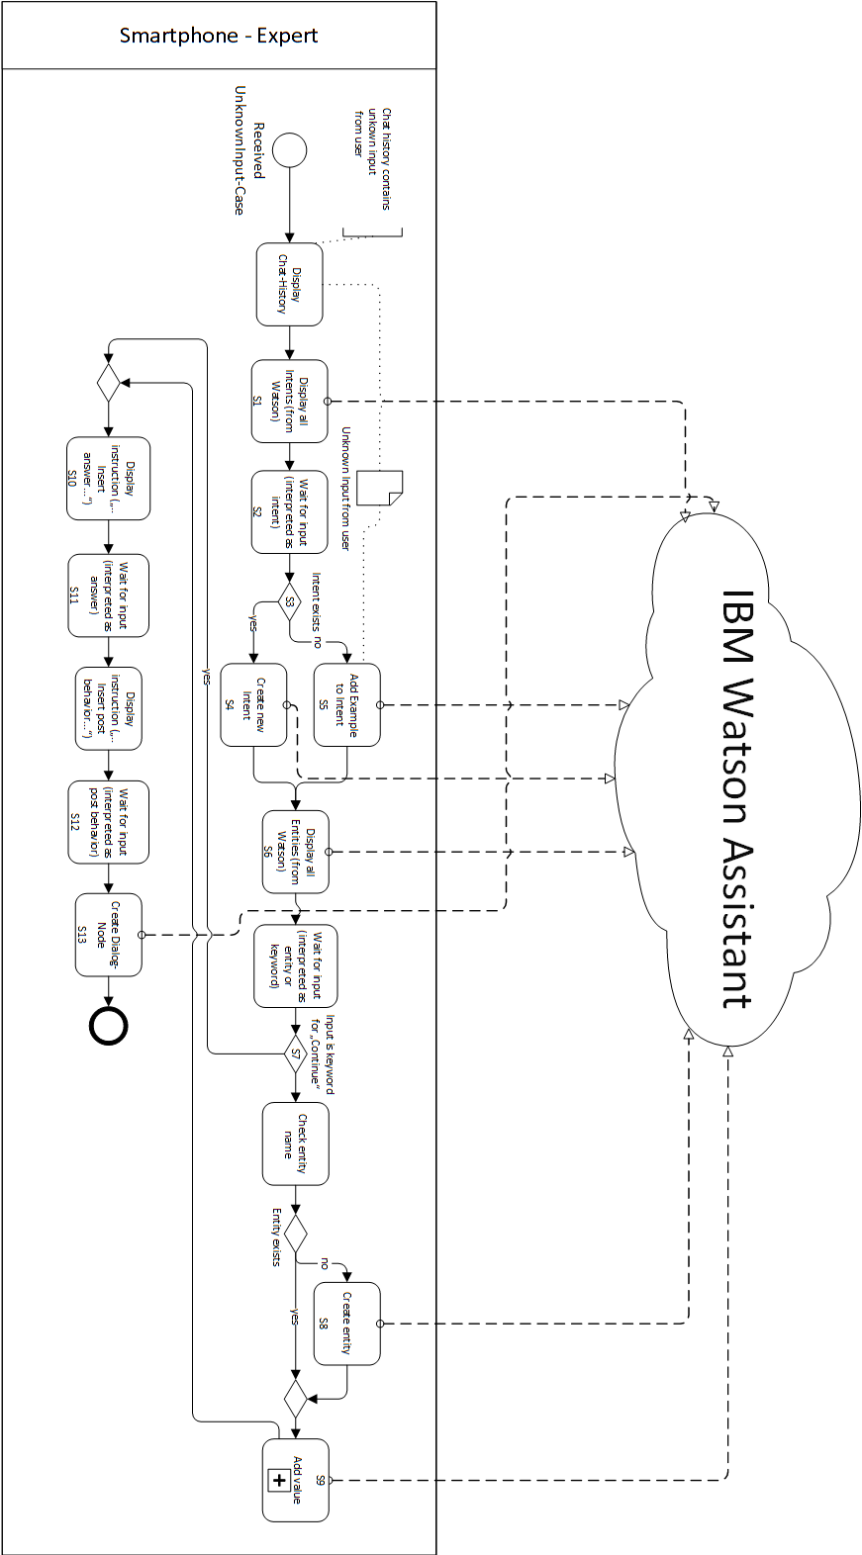 Smartphone - Expert
Chat history contains
unkown input
from user
Received
UnknownInput-Case
Display
Chat-History
Display all
Intents (from
Watson)
S1
Unknown Input from user
Wait for input
(interpreted as
intent)
S2
Intent exists
S3
no
yes
Add Example
to Intent
S5
Create new
Intent
S4
Display all
Entities (from
Watson)
S6
Wait for input
(interpreted as
entity or
keyword)
Input is keyword
for „Continue“
S7
yes
Check entity
name
Entity exists
no
yes
Create entity
S8
S9
Add value
Display
instruction („...
Insert
answer...“)
S10
Wait for input
(interpreted as
answer)
S11
Display
instruction („...
Insert post
behavior...“)
Wait for input
(interpreted as
post behavior)
S12
Create Dialog-
Node
S13
IBM Watson Assistant